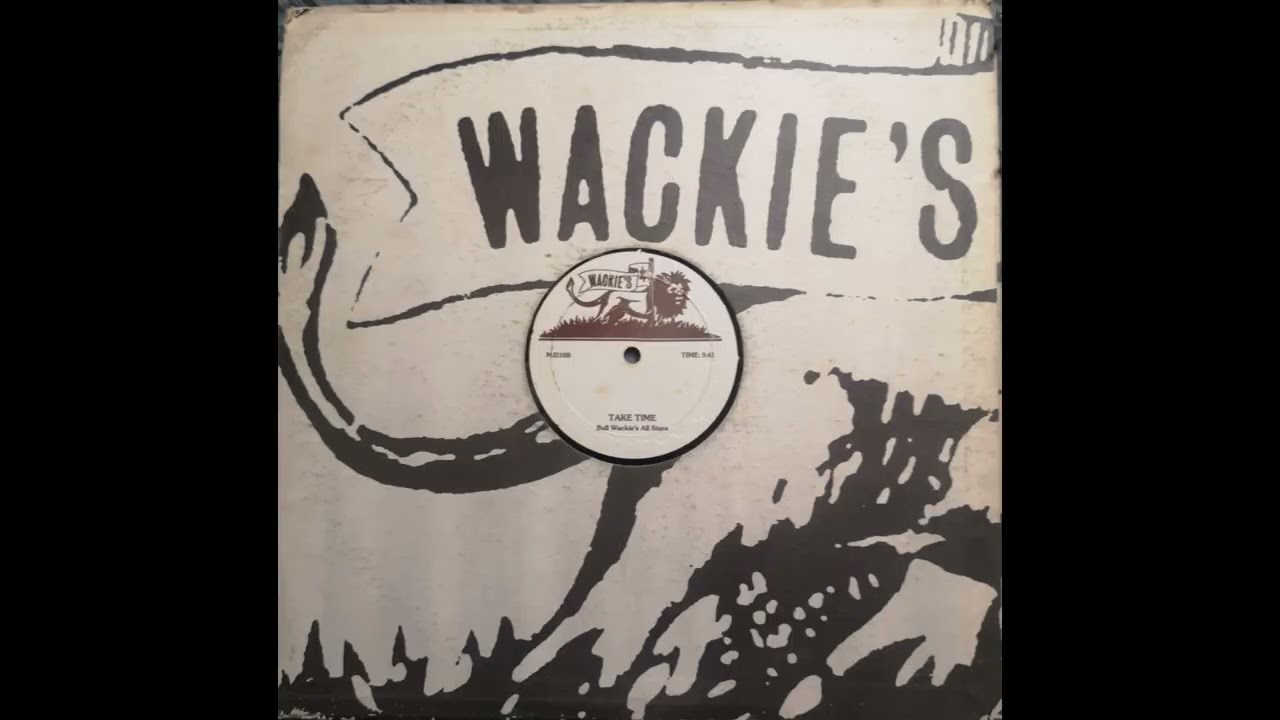 WACKIE'S
WACKIE'S
TIME: 5:41
TAKE TIME
Bull Wackie's All Stars